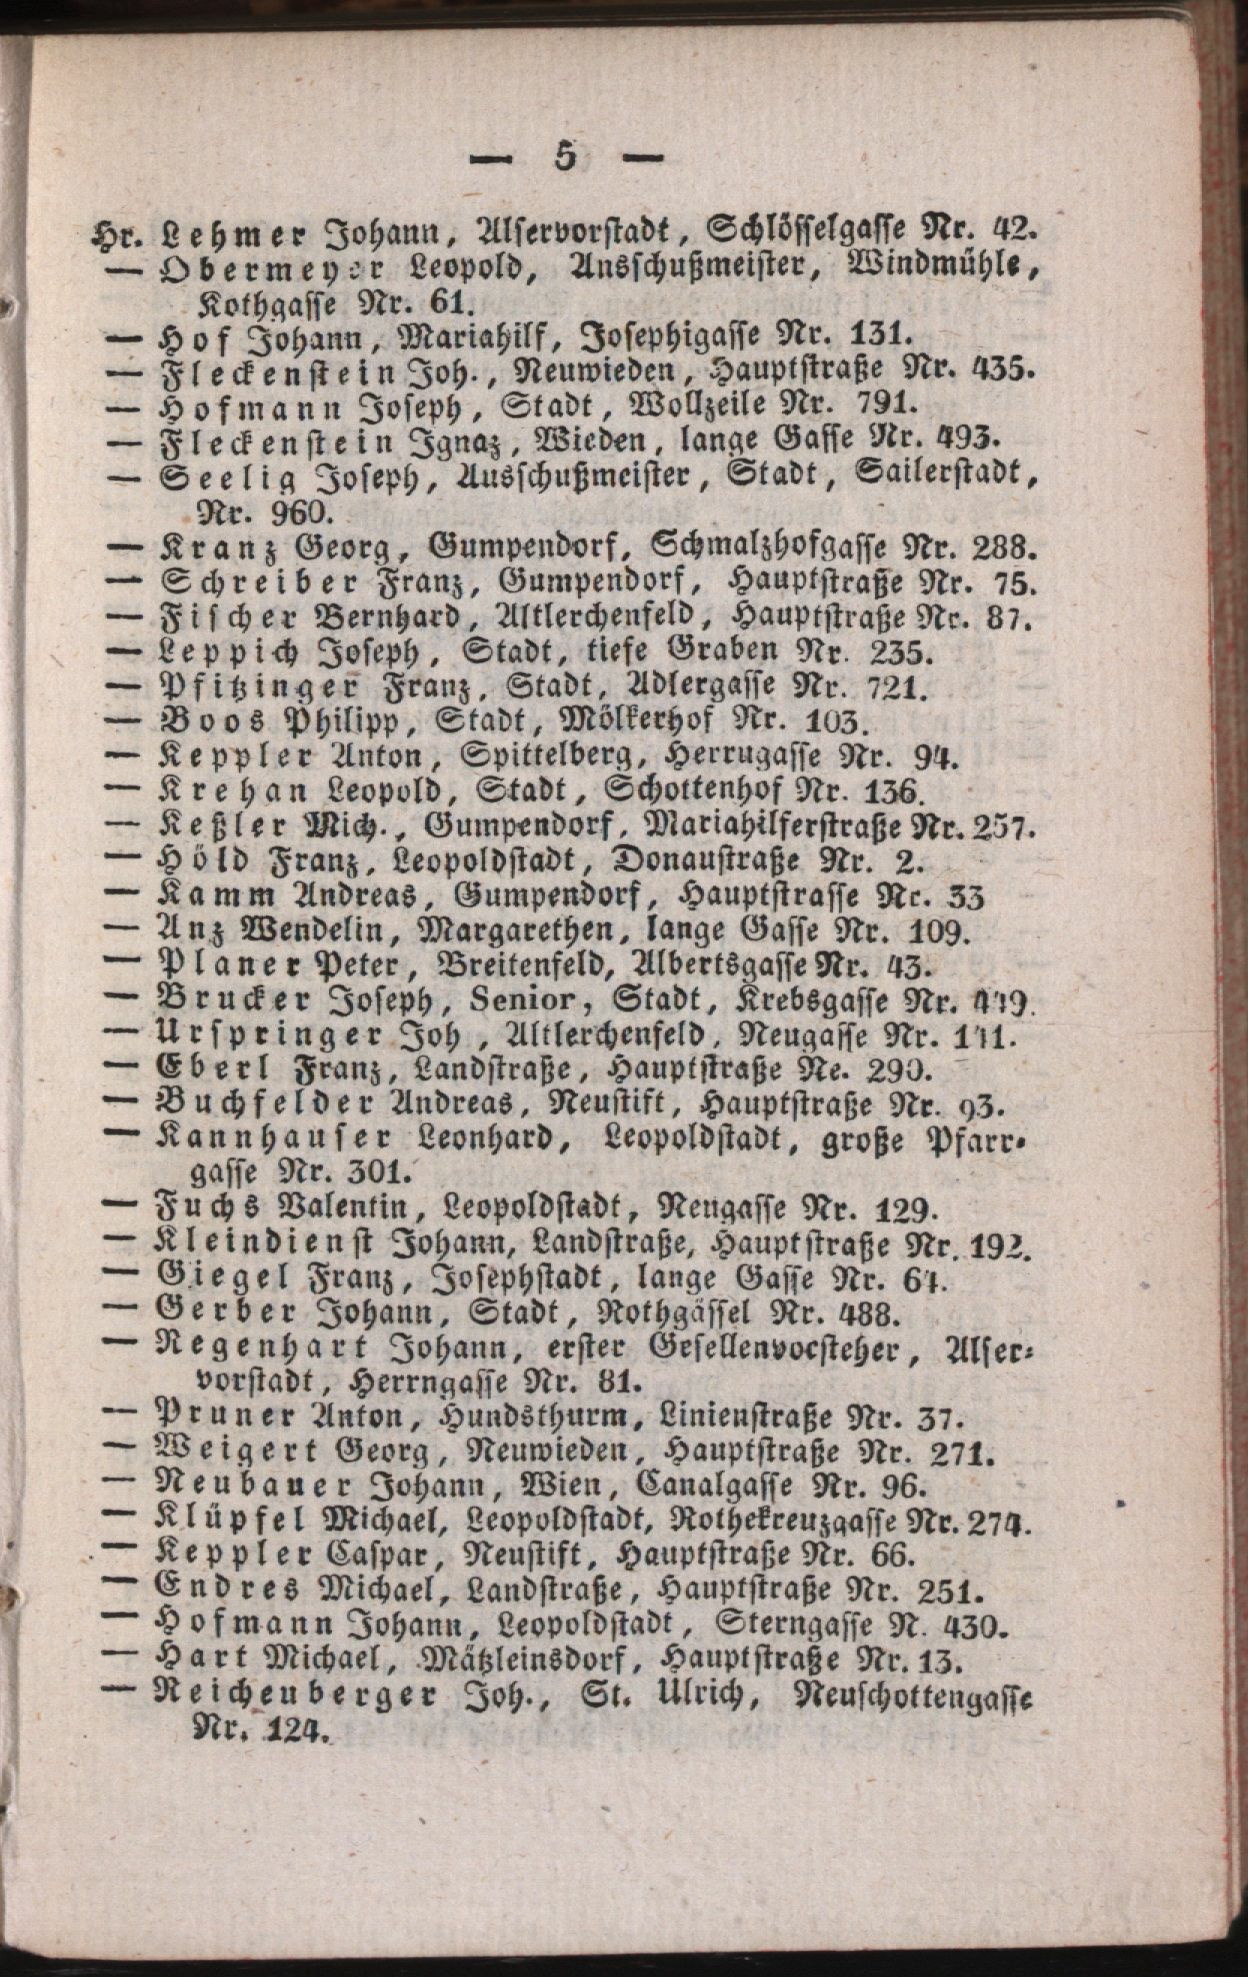 — 5 —
Hr. Lehmer Johann, Alservorstadt, Schlösselgasse Nr. 42.
— Obermeyer Leopold, Ausschußmeister, Windmühle,
Kothgasse Nr. 61.
— Hof Johann, Mariahilf, Josephigasse Nr. 131.
— Fleckenstein Joh., Neuwieden, Hauptstraße Nr. 435.
— Hofmann Joseph, Stadt, Wollzeile Nr. 791.
— Fleckenstein Ignaz, Wieden, lange Gasse Nr. 493.
— Seelig Joseph, Ausschußmeister, Stadt, Sailerstadt,
Nr. 960.
— Kranz Georg, Gumpendorf, Schmalzhofgasse Nr. 288.
— Schreiber Franz, Gumpendorf, Hauptstraße Nr. 75.
— Fischer Bernhard, Altlerchenfeld, Hauptstraße Nr. 87.
— Leppich Joseph, Stadt, tiefe Graben Nr. 235.
— Pfitzinger Franz, Stadt, Adlergasse Nr. 721.
— Boos Philipp, Stadt, Mölkerhof Nr. 103.
— Keppler Anton, Spittelberg, Herrugasse Nr. 94.
— Krehan Leopold, Stadt, Schottenhof Nr. 136.
— Keßler Mich., Gumpendorf, Mariahilferstraße Nr. 257.
— Höld Franz, Leopoldstadt, Donaustraße Nr. 2.
— Kamm Andreas, Gumpendorf, Hauptstrasse Nr. 33
— Anz Wendelin, Margarethen, lange Gasse Nr. 109.
— Planer Peter, Breitenfeld, Albertsgasse Nr. 43.
— Brucker Joseph, Senior, Stadt, Krebsgasse Nr. 449.
— Urspringer Joh, Altlerchenfeld, Neugasse Nr. 141.
— Eberl Franz, Landstraße, Hauptstraße Ne. 290.
— Buchfelder Andreas, Neustift, Hauptstraße Nr. 93.
— Kannhauser Leonhard, Leopoldstadt, große Pfarr-
gasse Nr. 301.
— Fuchs Valentin, Leopoldstadt, Neugasse Nr. 129.
— Kleindienst Johann, Landstraße, Hauptstraße Nr. 192.
— Giegel Franz, Josephstadt, lange Gasse Nr. 64.
— Gerber Johann, Stadt, Rothgässel Nr. 488.
— Regenhart Johann, erster Gesellenvorsteher, Alser-
vorstadt, Herrngasse Nr. 81.
— Pruner Anton, Hundsthurm, Linienstraße Nr. 37.
— Weigert Georg, Neuwieden, Hauptstraße Nr. 271.
— Neubauer Johann, Wien, Canalgasse Nr. 96.
— Klüpfel Michael, Leopoldstadt, Rothekreuzgasse Nr. 274.
— Keppler Caspar, Neustift, Hauptstraße Nr. 66.
— Endres Michael, Landstraße, Hauptstraße Nr. 251.
— Hofmann Johann, Leopoldstadt, Sterngasse N. 430.
— Hart Michael, Mätzleinsdorf, Hauptstraße Nr. 13.
— Reichenberger Joh., St. Ulrich, Neuschottengasse
Nr. 124.